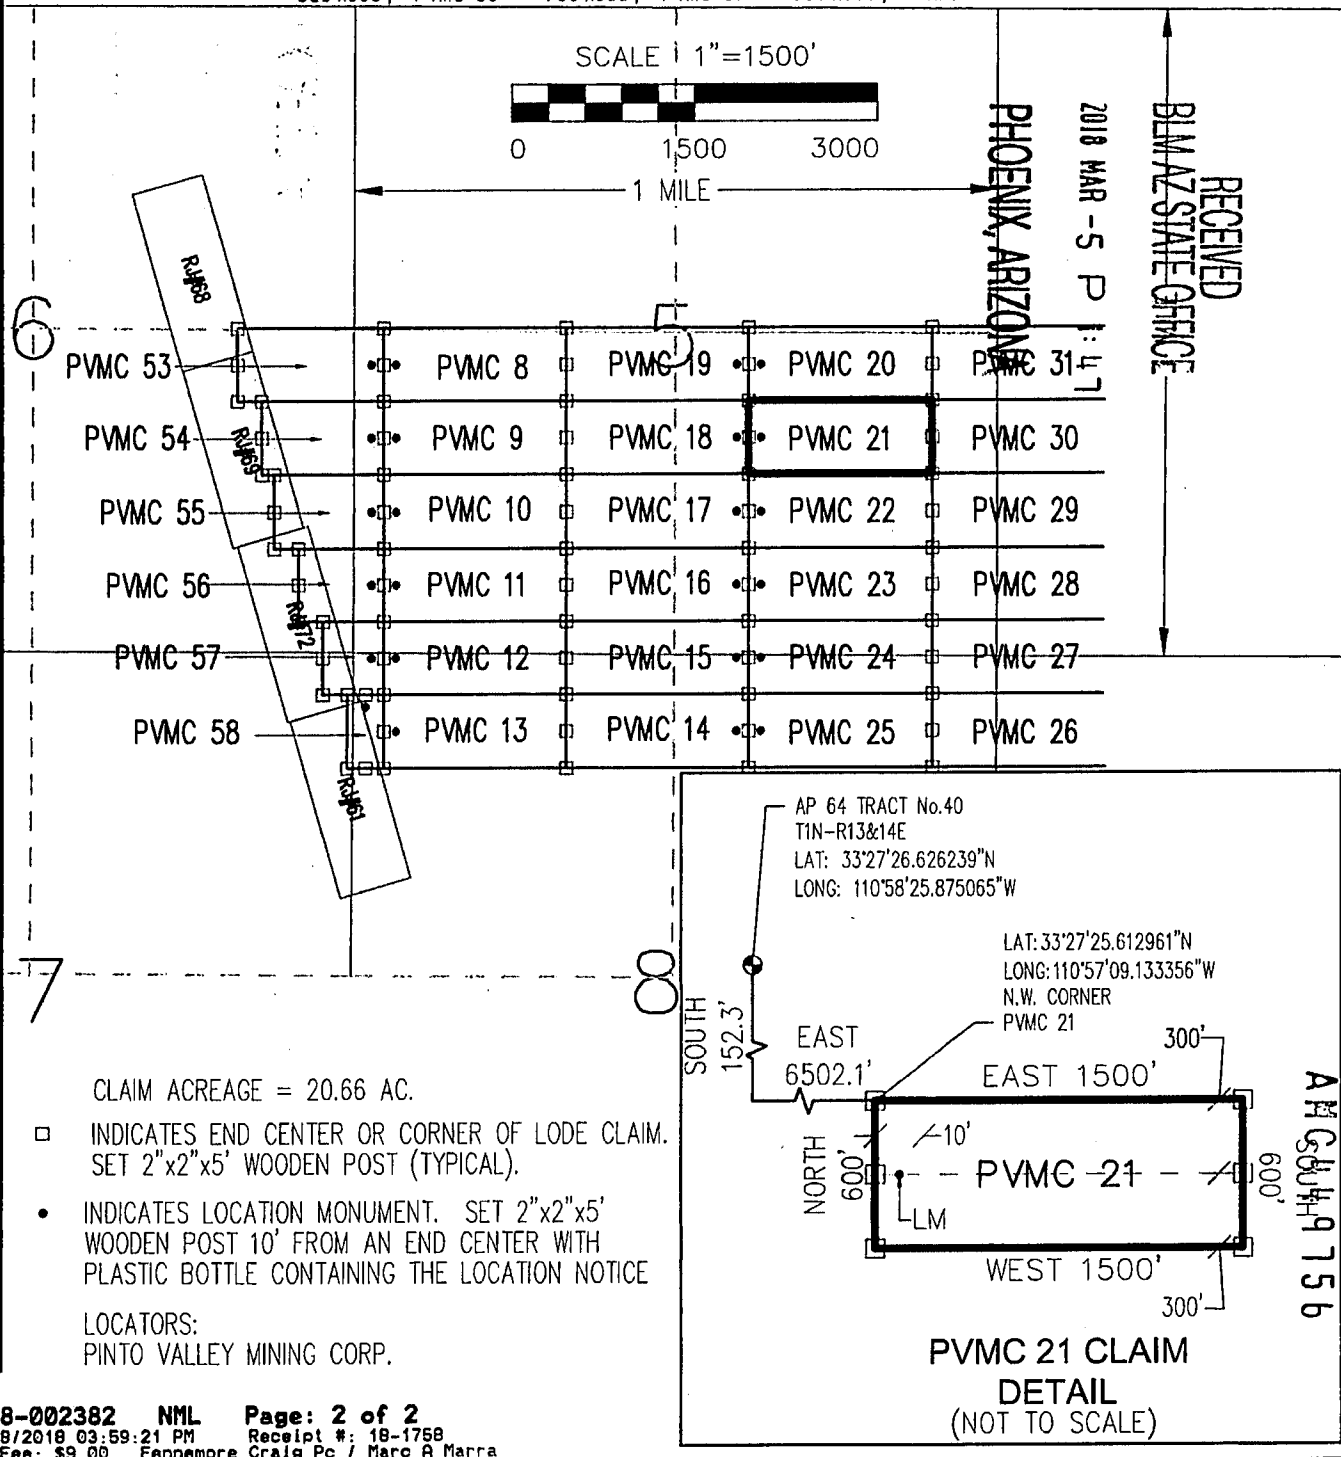 SCALE 1"=1500'
0 1500 3000
1 MILE
RECEIVED
BLM AZ STATE OFFICE
2018 MAR -5 P 1:47
PHOENIX, ARIZONA
6
5
RJ#68
PVMC 53
PVMC 8
PVMC 19
PVMC 20
PVMC 31
PVMC 54
RJ#69
PVMC 9
PVMC 18
PVMC 21
PVMC 30
PVMC 55
PVMC 10
PVMC 17
PVMC 22
PVMC 29
PVMC 56
PVMC 11
PVMC 16
PVMC 23
PVMC 28
RJ#72
PVMC 57
PVMC 12
PVMC 15
PVMC 24
PVMC 27
PVMC 58
PVMC 13
PVMC 14
PVMC 25
PVMC 26
RJ#61
7
8
AP 64 TRACT No.40
T1N-R13&14E
LAT: 33°27'26.626239"N
LONG: 110°58'25.875065"W
LAT: 33°27'25.612961"N
LONG: 110°57'09.133356"W
N.W. CORNER
PVMC 21
SOUTH
152.3'
EAST
6502.1'
300'
EAST 1500'
NORTH
600'
10'
PVMC 21
LM
SOUTH
600'
WEST 1500'
300'
PVMC 21 CLAIM
DETAIL
(NOT TO SCALE)
CLAIM ACREAGE = 20.66 AC.
INDICATES END CENTER OR CORNER OF LODE CLAIM.
SET 2"x2"x5' WOODEN POST (TYPICAL).
INDICATES LOCATION MONUMENT. SET 2"x2"x5'
WOODEN POST 10' FROM AN END CENTER WITH
PLASTIC BOTTLE CONTAINING THE LOCATION NOTICE
LOCATORS:
PINTO VALLEY MINING CORP.
8-002382 NML Page: 2 of 2
8/2018 03:59:21 PM Receipt #: 18-1758
Fee: $9.00 Fennemore Craig Pc / Marc A Marra